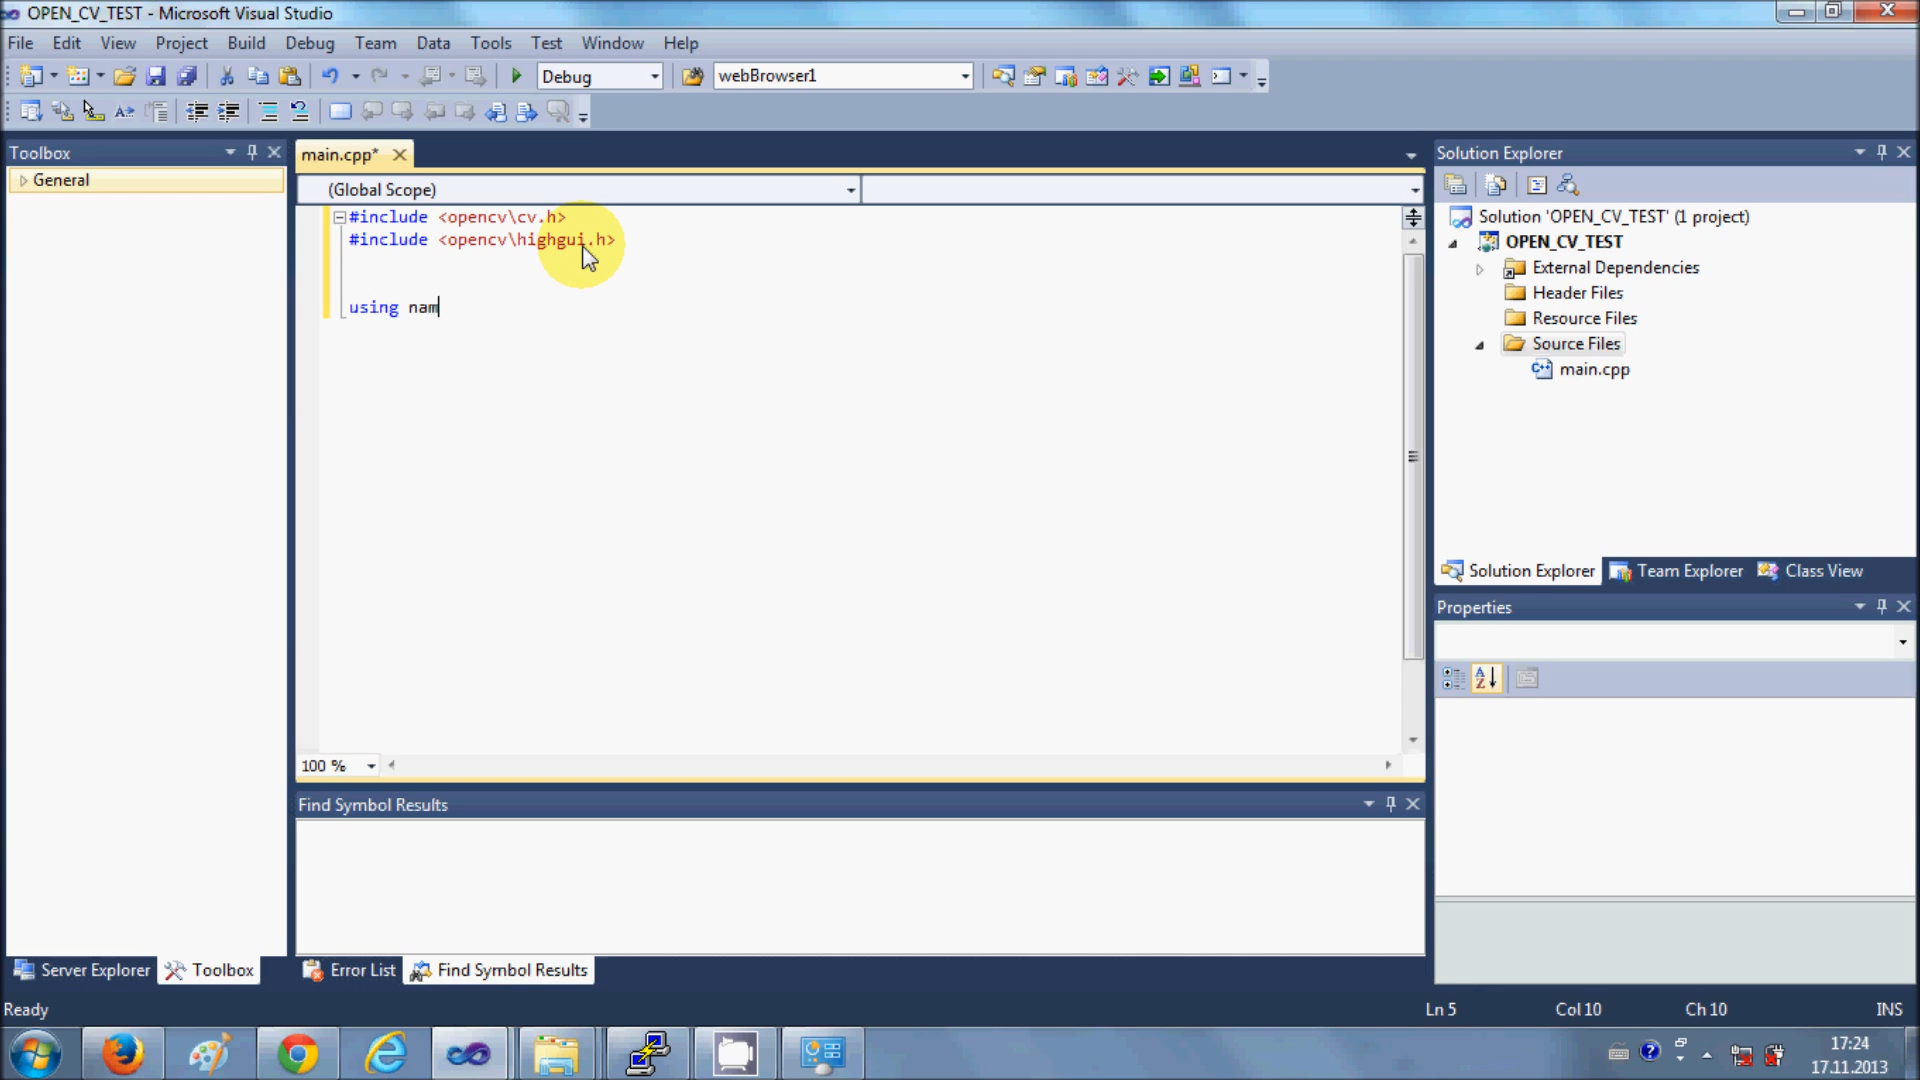 OPEN_CV_TEST - Microsoft Visual Studio
File Edit View Project Build Debug Team Data Tools Test Window Help
Debug webBrowser1
Toolbox
General
main.cpp*
(Global Scope)
#include <opencv\cv.h>
#include <opencv\highgui.h>
using nam
100 %
Solution Explorer
Solution 'OPEN_CV_TEST' (1 project)
OPEN_CV_TEST
External Dependencies
Header Files
Resource Files
Source Files
main.cpp
Solution Explorer Team Explorer Class View
Properties
Find Symbol Results
Server Explorer Toolbox Error List Find Symbol Results
Ready Ln 5 Col 10 Ch 10 INS
17:24
17.11.2013